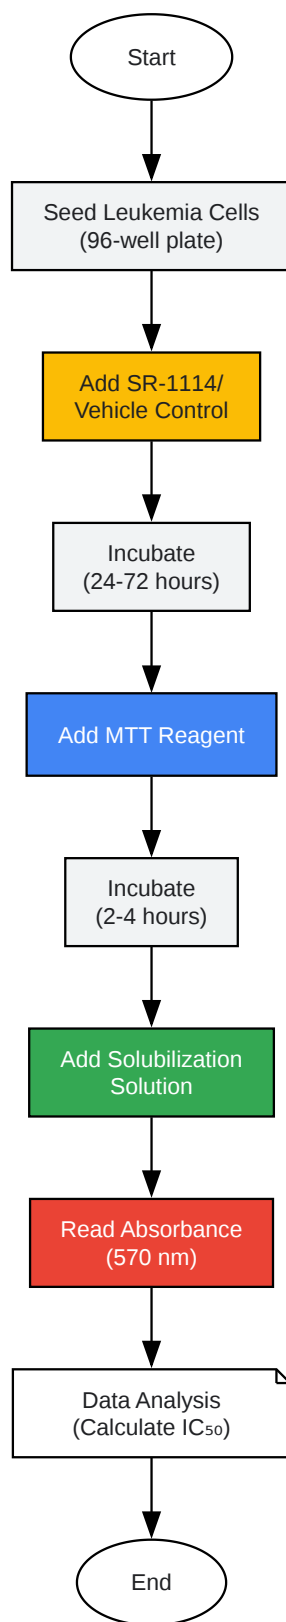 Start
Seed Leukemia Cells
(96-well plate)
Add SR-1114/
Vehicle Control
Incubate
(24-72 hours)
Add MTT Reagent
Incubate
(2-4 hours)
Add Solubilization
Solution
Read Absorbance
(570 nm)
Data Analysis
(Calculate IC₅₀)
End